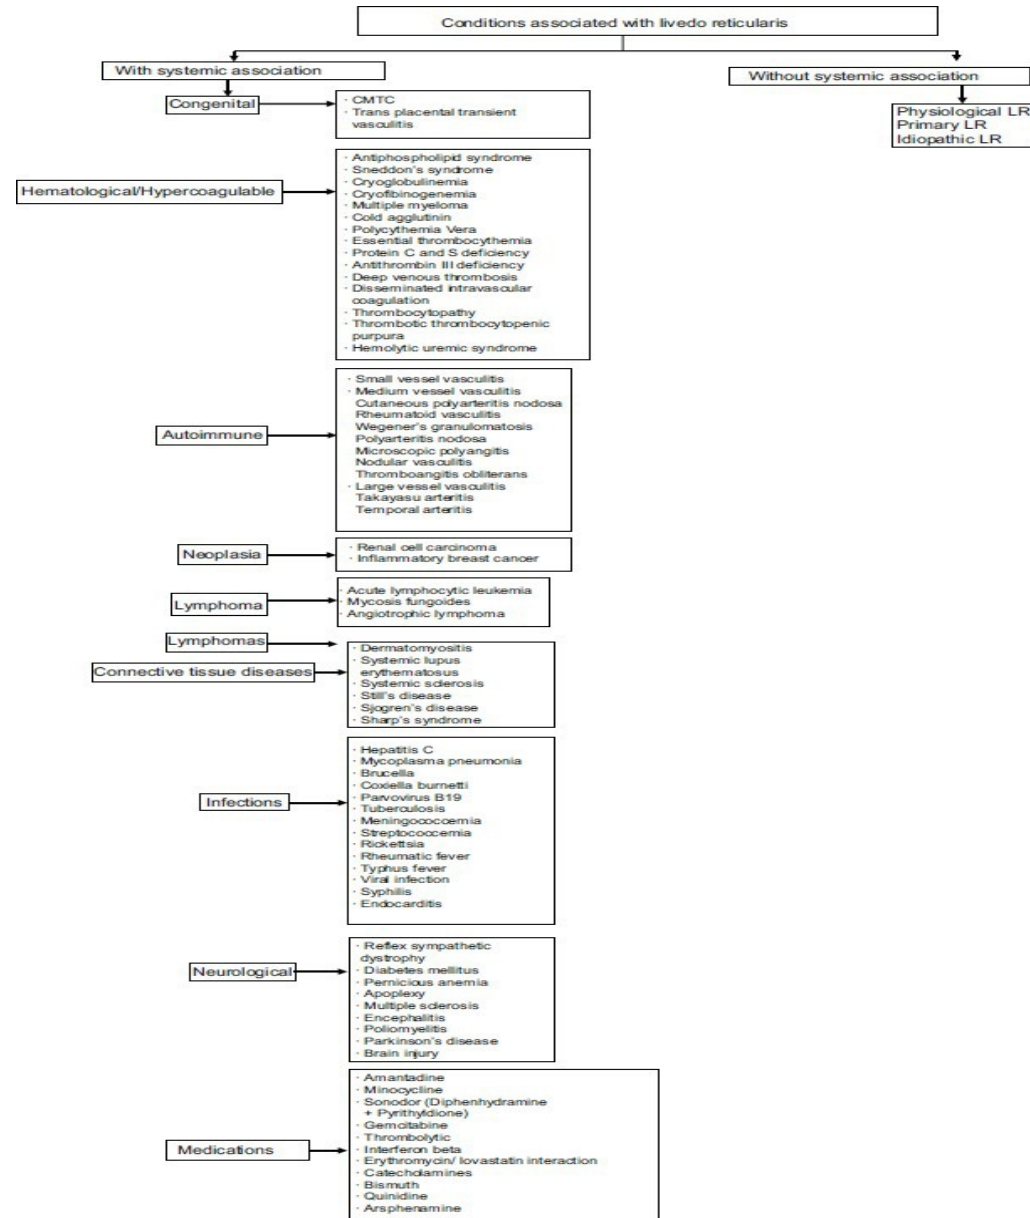 Conditions associated with livedo reticularis
With systemic association
Without systemic association
Congenital
· CMTC
· Trans placental transient
vasculitis
Physiological LR
Primary LR
Idiopathic LR
Hematological/Hypercoagulable
· Antiphospholipid syndrome
· Sneddon's syndrome
· Cryoglobulinemia
· Cryofibinogenemia
· Multiple myeloma
· Cold agglutinin
· Polycythemia Vera
· Essential thrombocythemia
· Protein C and S deficiency
· Antithrombin III deficiency
· Deep venous thrombosis
· Disseminated intravascular
coagulation
· Thrombocytopathy
· Thrombotic thrombocytopenic
purpura
· Hemolytic uremic syndrome
Autoimmune
· Small vessel vasculitis
· Medium vessel vasculitis
Cutaneous polyarteritis nodosa
Rheumatoid vasculitis
Wegener's granulomatosis
Polyarteritis nodosa
Microscopic polyangitis
Nodular vasculitis
Thromboangitis obliterans
· Large vessel vasculitis
Takayasu arteritis
Temporal arteritis
Neoplasia
· Renal cell carcinoma
· Inflammatory breast cancer
Lymphoma
· Acute lymphocytic leukemia
· Mycosis fungoides
· Angiotrophic lymphoma
Lymphomas
Connective tissue diseases
· Dermatomyositis
· Systemic lupus
erythematosus
· Systemic sclerosis
· Still's disease
· Sjogren's disease
· Sharp's syndrome
Infections
· Hepatitis C
· Mycoplasma pneumonia
· Brucella
· Coxiella burnetti
· Parvovirus B19
· Tuberculosis
· Meningococcemia
· Streptococcemia
· Rickettsia
· Rheumatic fever
· Typhus fever
· Viral infection
· Syphilis
· Endocarditis
Neurological
· Reflex sympathetic
dystrophy
· Diabetes mellitus
· Pernicious anemia
· Apoplexy
· Multiple sclerosis
· Encephalitis
· Poliomyelitis
· Parkinson's disease
· Brain injury
Medications
· Amantadine
· Minocycline
· Sonodor (Diphenhydramine
+ Pyrithyldione)
· Gemcitabine
· Thrombolytic
· Interferon beta
· Erythromycin/ lovastatin interaction
· Catecholamines
· Bismuth
· Quinidine
· Arsphenamine